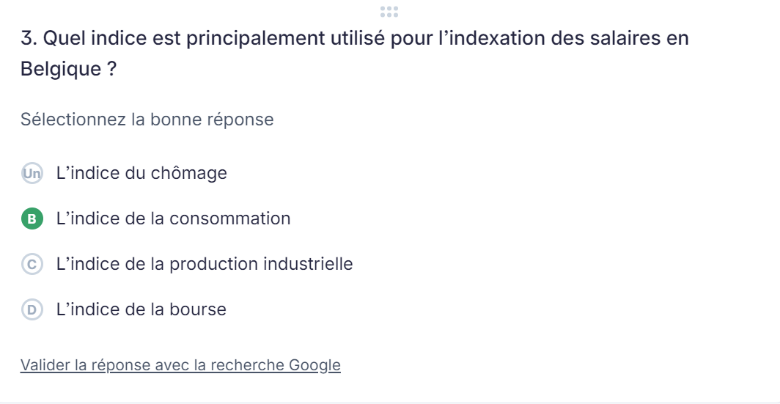 3. Quel indice est principalement utilisé pour l’indexation des salaires en
Belgique ?
Sélectionnez la bonne réponse
Un L’indice du chômage
B L’indice de la consommation
C L’indice de la production industrielle
D L’indice de la bourse
Valider la réponse avec la recherche Google